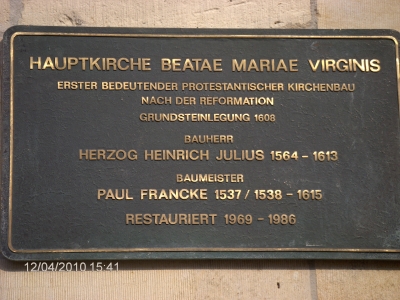 HAUPTKIRCHE BEATAE MARIAE VIRGINIS
ERSTER BEDEUTENDER PROTESTANTISCHER KIRCHENBAU
NACH DER REFORMATION
GRUNDSTEINLEGUNG 1608
BAUHERR
HERZOG HEINRICH JULIUS 1564 - 1613
BAUMEISTER
PAUL FRANCKE 1537 / 1538 - 1615
RESTAURIERT 1969 - 1986
12/04/2010 15:41